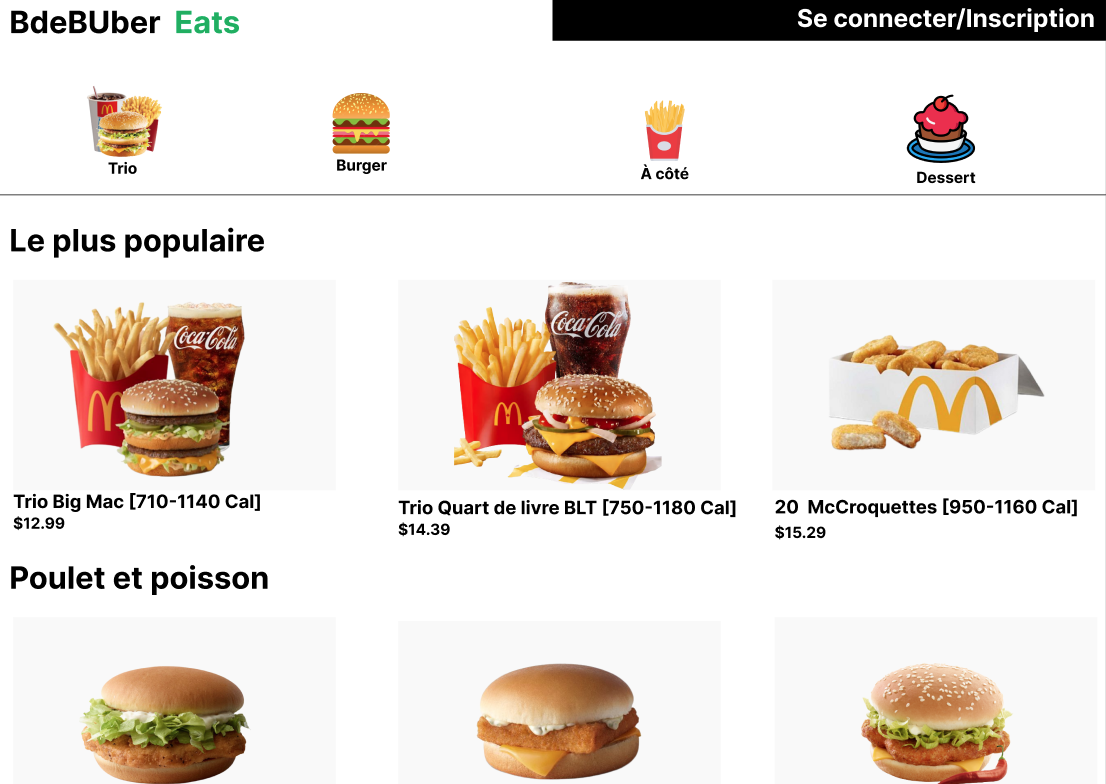 BdeBUber Eats
Se connecter/Inscription
Trio
Burger
À côté
Dessert
Le plus populaire
Coca-Cola
Coca-Cola
Trio Big Mac [710-1140 Cal]
$12.99
Trio Quart de livre BLT [750-1180 Cal]
$14.39
20 McCroquettes [950-1160 Cal]
$15.29
Poulet et poisson